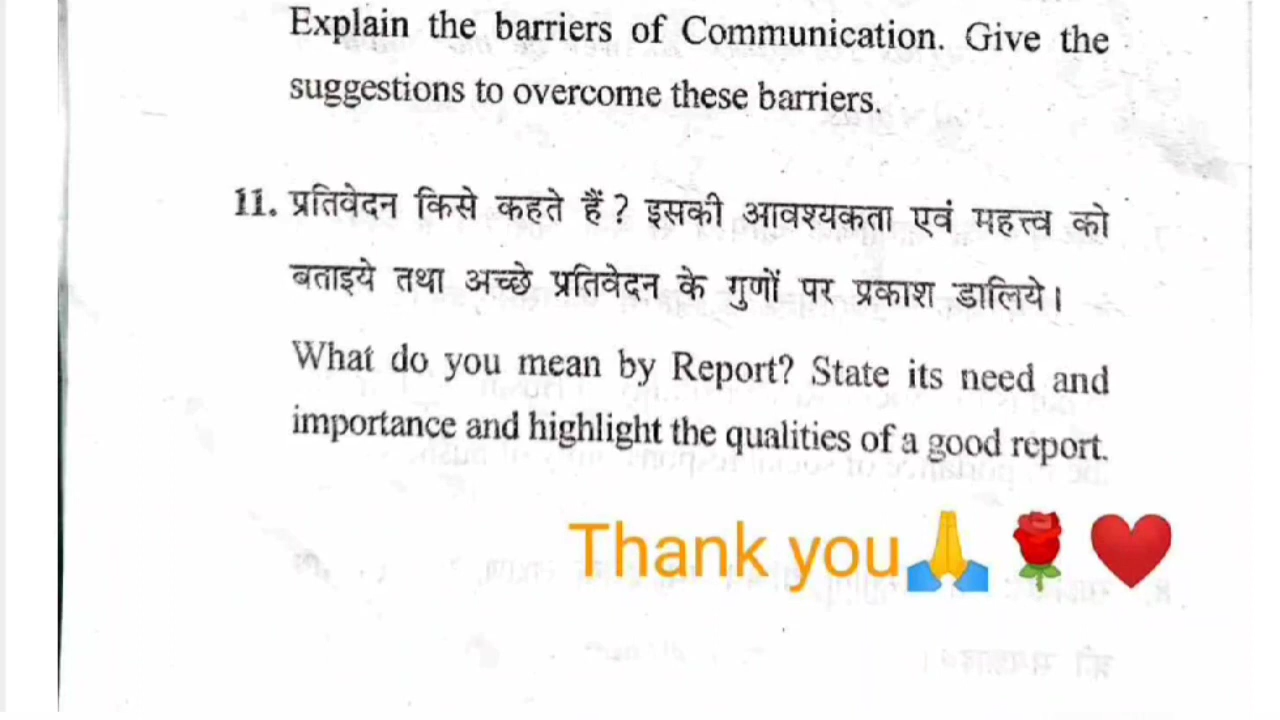 Explain the barriers of Communication. Give the
suggestions to overcome these barriers.
11. प्रतिवेदन किसे कहते हैं ? इसकी आवश्यकता एवं महत्त्व को
बताइये तथा अच्छे प्रतिवेदन के गुणों पर प्रकाश डालिये।
What do you mean by Report? State its need and
importance and highlight the qualities of a good report.
Thank you🙏🌹❤️